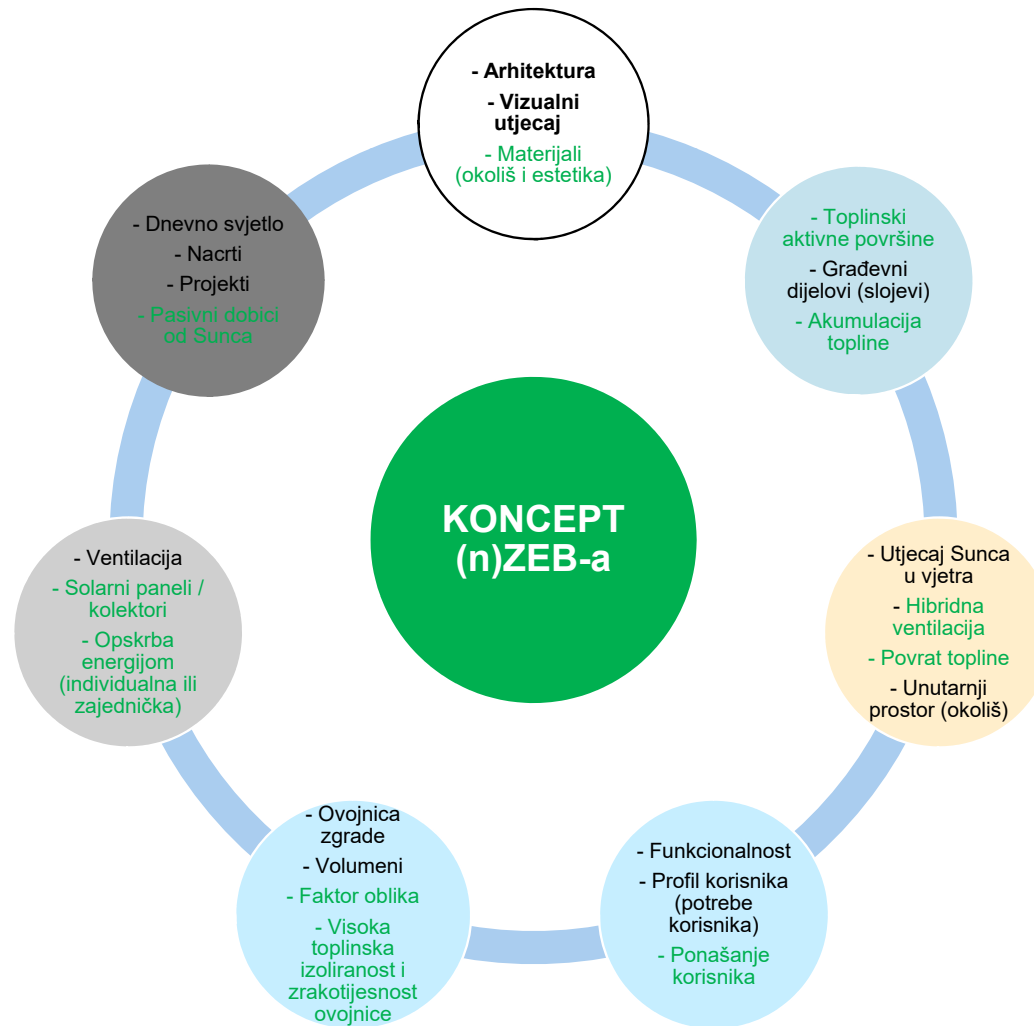 - Arhitektura
- Vizualni
utjecaj
- Materijali
(okoliš i estetika)
- Toplinski
aktivne površine
- Građevni
dijelovi (slojevi)
- Akumulacija
topline
- Utjecaj Sunca
u vjetra
- Hibridna
ventilacija
- Povrat topline
- Unutarnji
prostor (okoliš)
- Funkcionalnost
- Profil korisnika
(potrebe
korisnika)
- Ponašanje
korisnika
- Ovojnica
zgrade
- Volumeni
- Faktor oblika
- Visoka
toplinska
izoliranost i
zrakotijesnost
ovojnice
- Ventilacija
- Solarni paneli /
kolektori
- Opskrba
energijom
(individualna ili
zajednička)
- Dnevno svjetlo
- Nacrti
- Projekti
- Pasivni dobici
od Sunca
KONCEPT
(n)ZEB-a